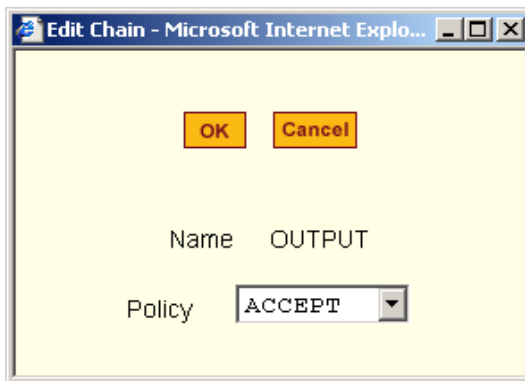 Edit Chain - Microsoft Internet Explo...
OK Cancel
Name OUTPUT
Policy ACCEPT